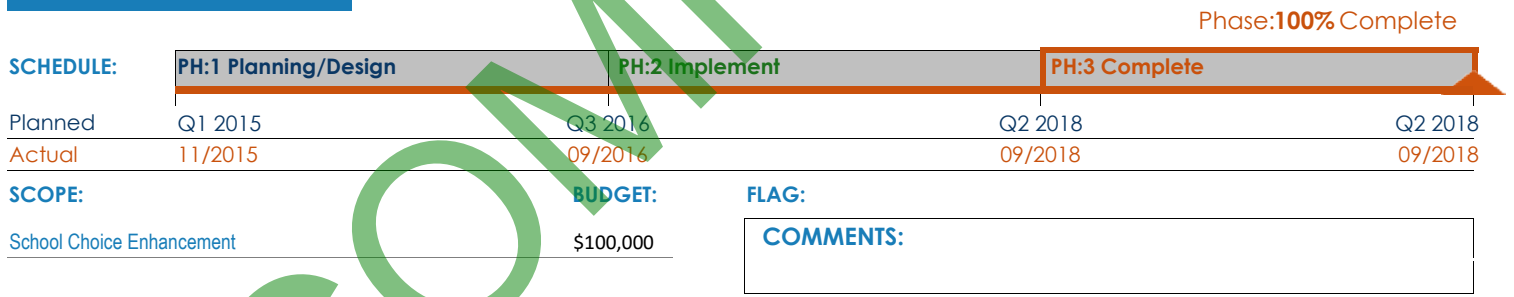 Phase:100% Complete
SCHEDULE: PH:1 Planning/Design PH:2 Implement PH:3 Complete
Planned Q1 2015 Q3 2016 Q2 2018 Q2 2018
Actual 11/2015 09/2016 09/2018 09/2018
SCOPE: BUDGET: FLAG:
School Choice Enhancement $100,000 COMMENTS: